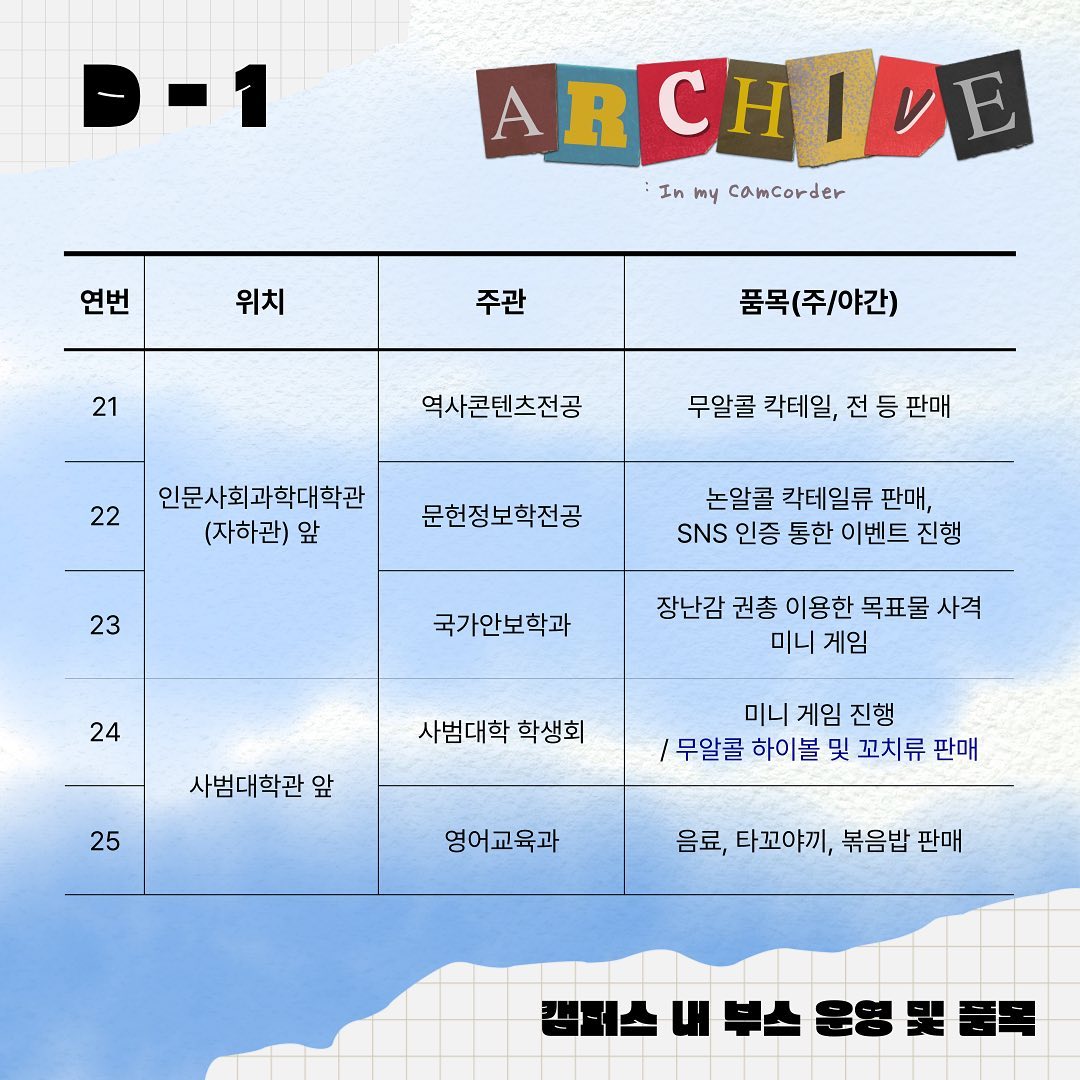 D-1
ARCHIVE
: In my camcorder
연번 위치 주관 품목(주/야간)
21 역사콘텐츠전공 무알콜 칵테일, 전 등 판매
인문사회과학대학관
(자하관) 앞
22 문헌정보학전공 논알콜 칵테일류 판매,
SNS 인증 통한 이벤트 진행
23 국가안보학과 장난감 권총 이용한 목표물 사격
미니 게임
24 사범대학 학생회 미니 게임 진행
/ 무알콜 하이볼 및 꼬치류 판매
사범대학관 앞
25 영어교육과 음료, 타꼬야끼, 볶음밥 판매
캠퍼스 내 부스 운영 및 품목